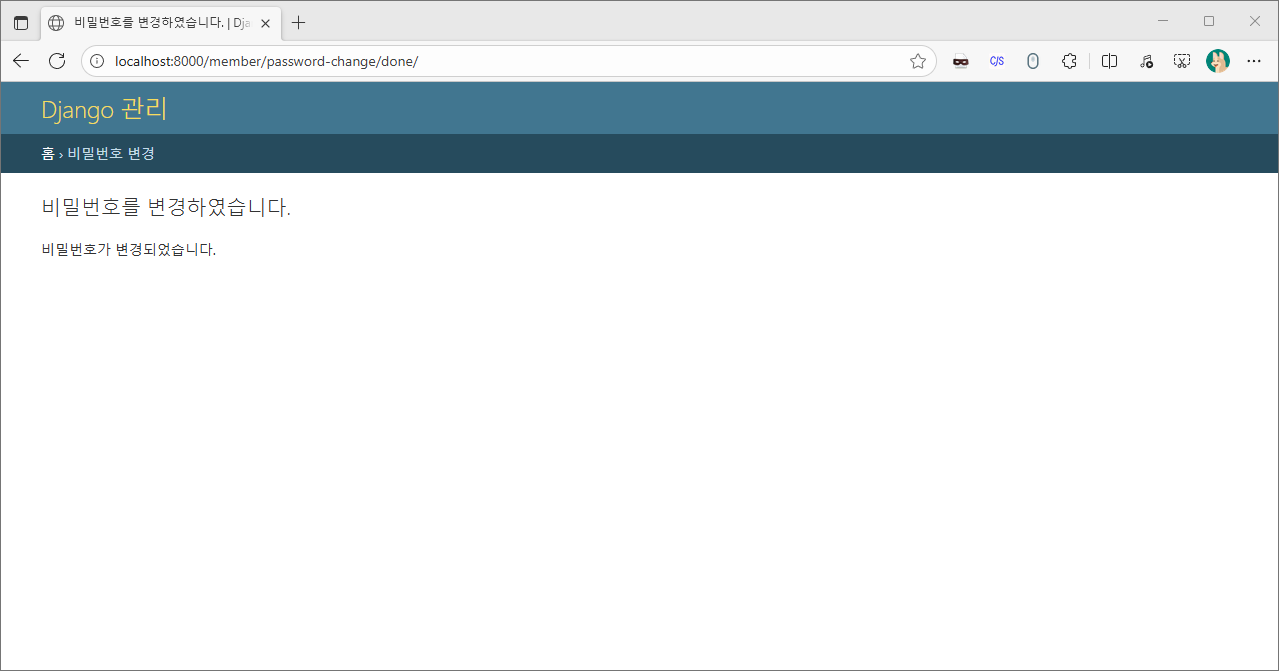 비밀번호를 변경하였습니다. | Dja
localhost:8000/member/password-change/done/
C/S
Django 관리
홈 › 비밀번호 변경
비밀번호를 변경하였습니다.
비밀번호가 변경되었습니다.